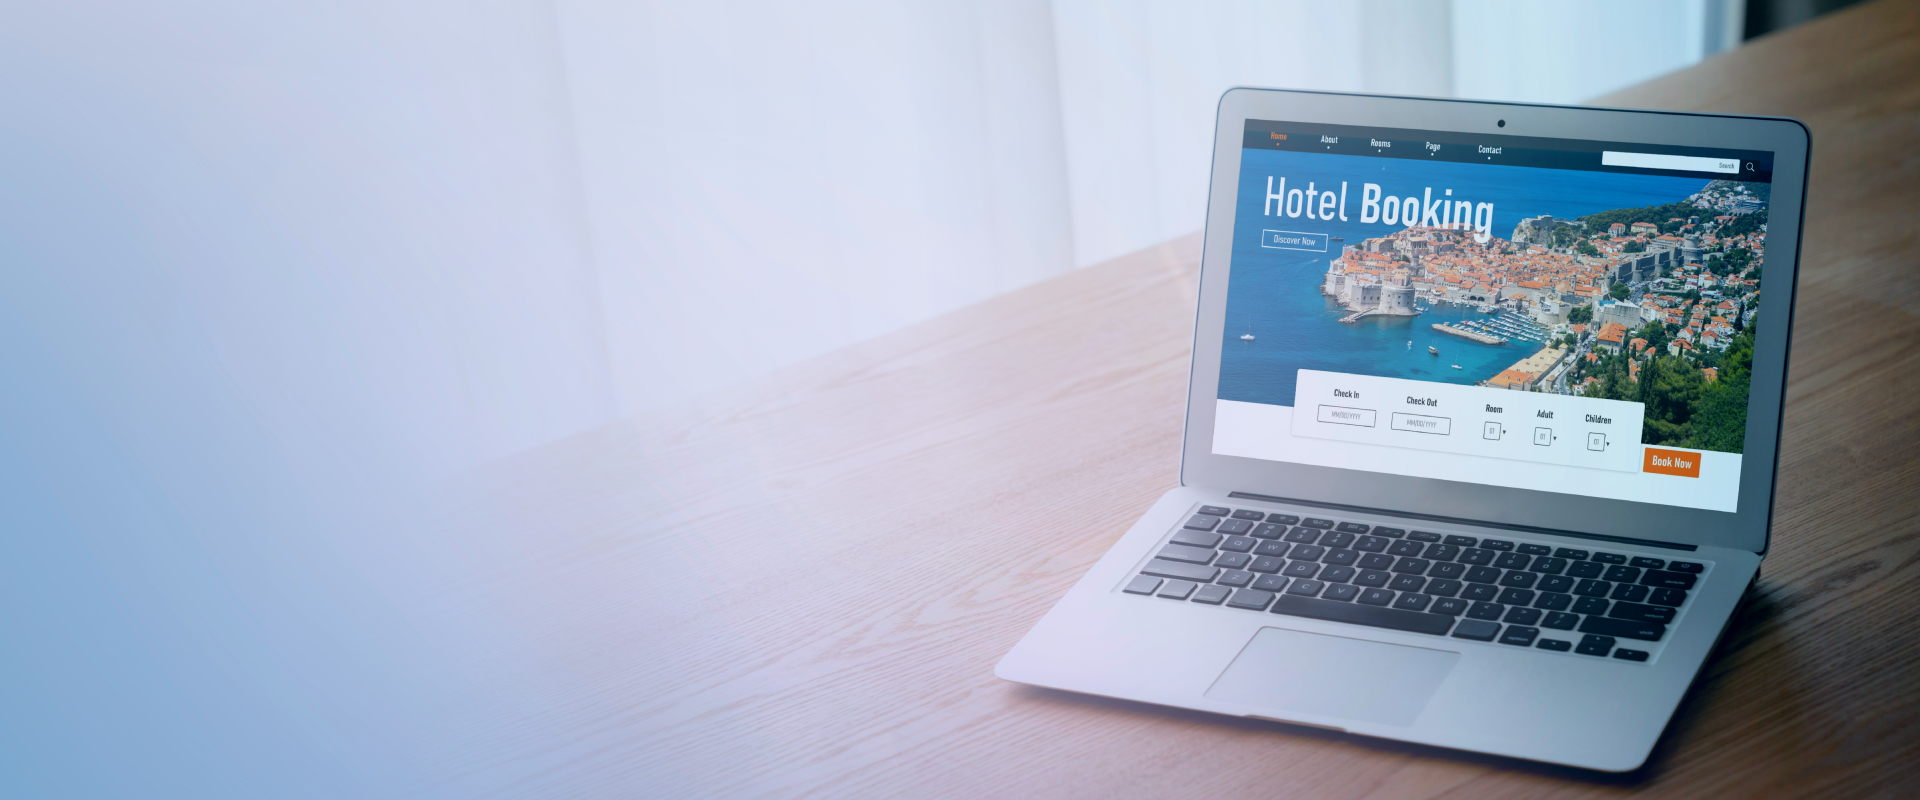 Home About Rooms Page Contact Search
Hotel Booking
Discover Now
Check In Check Out Room Adult Children
MM/DD/YYYY MM/DD/YYYY 01 01 01
Book Now